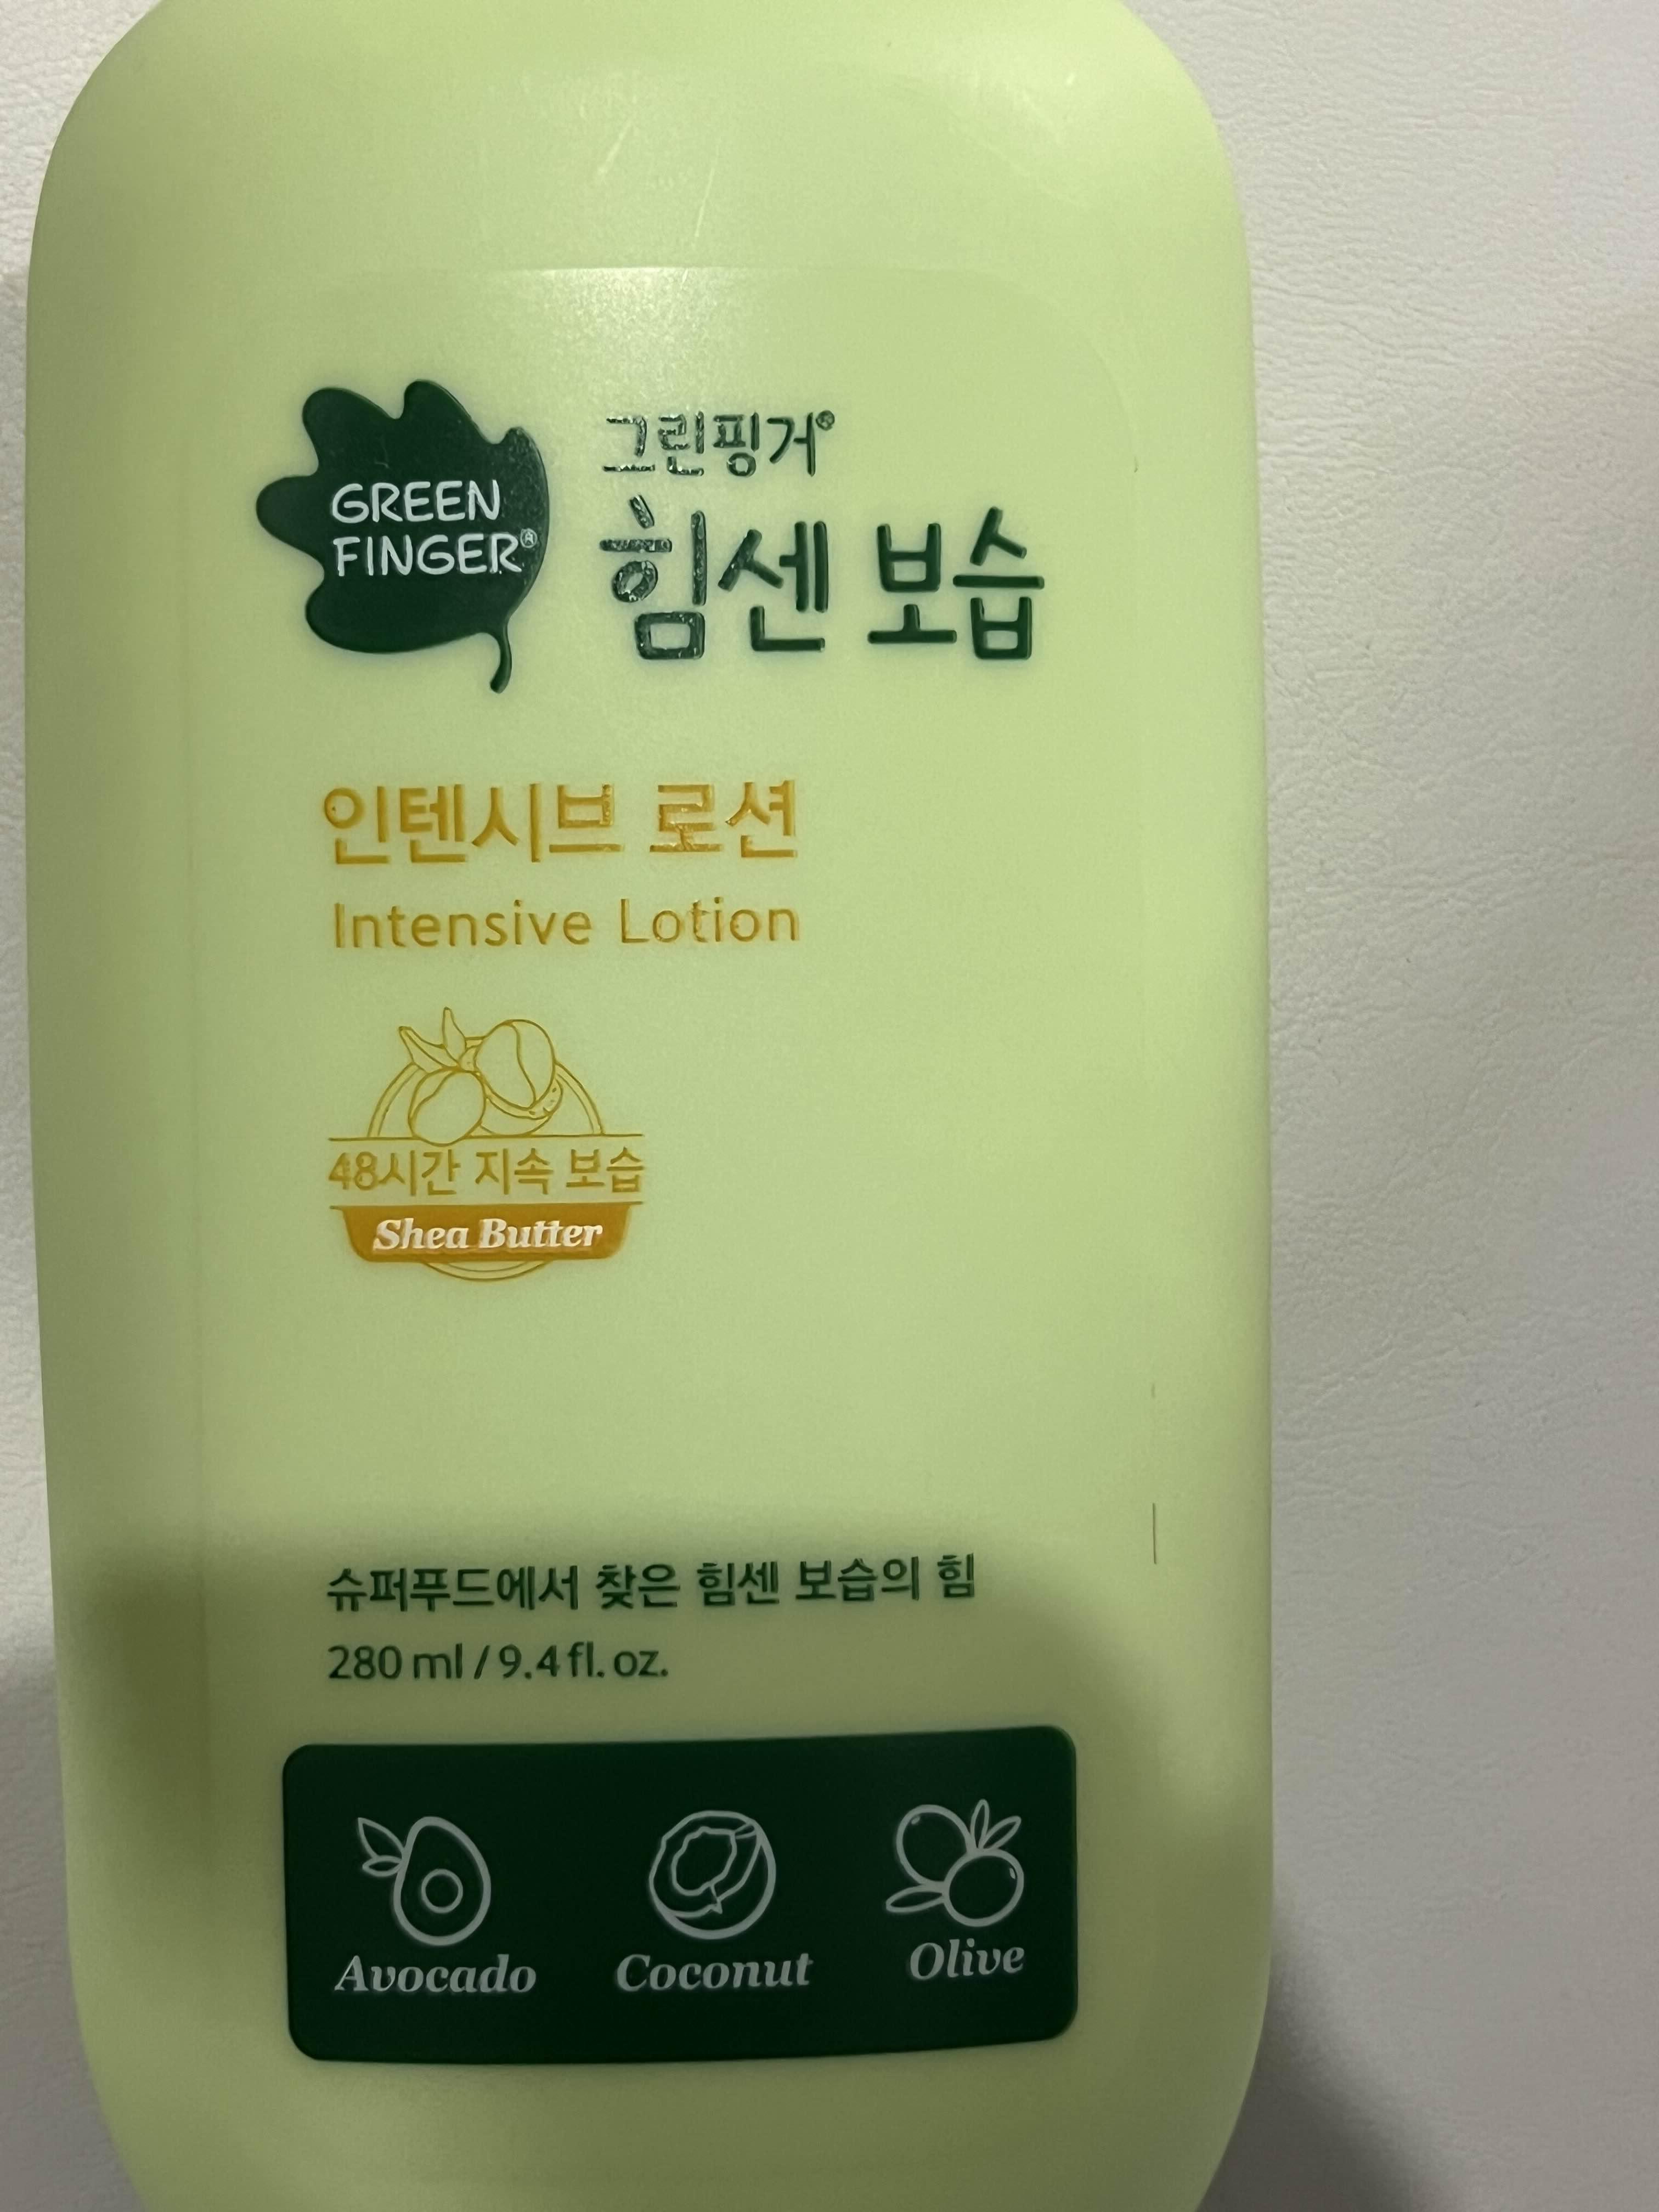 GREEN
FINGER®
그린핑거®
힘센 보습
인텐시브 로션
Intensive Lotion
48시간 지속 보습
Shea Butter
슈퍼푸드에서 찾은 힘센 보습의 힘
280 ml / 9.4 fl. oz.
Avocado Coconut Olive